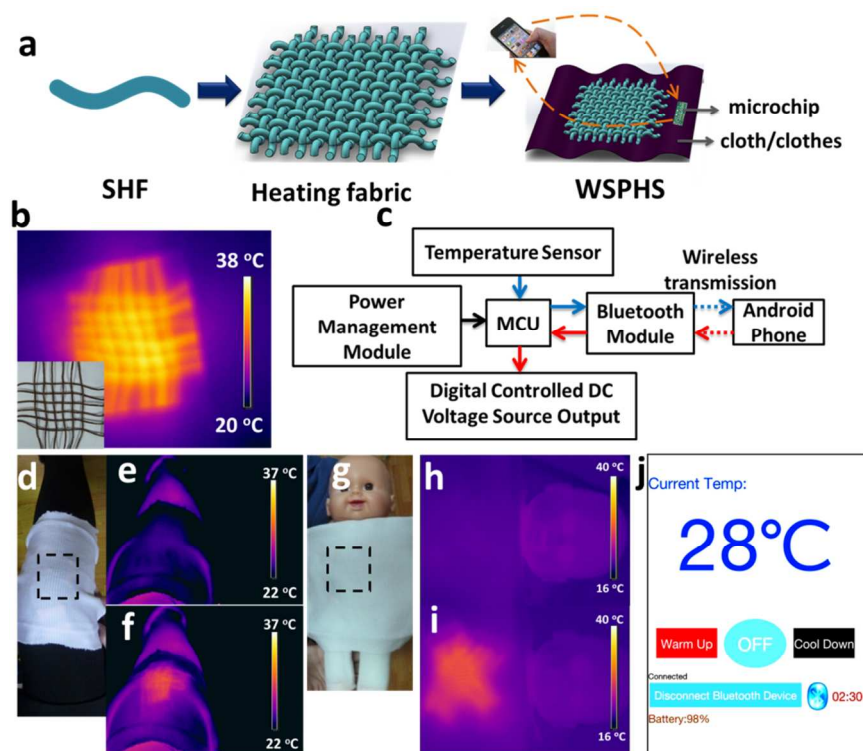 a
SHF
Heating fabric
WSPHS
microchip
cloth/clothes
b
38 °C
20 °C
c
Temperature Sensor
Power
Management
Module
MCU
Bluetooth
Module
Wireless
transmission
Android
Phone
Digital Controlled DC
Voltage Source Output
d
e
37 °C
22 °C
f
37 °C
22 °C
g
h
40 °C
16 °C
i
40 °C
16 °C
j
Current Temp:
28°C
Warm Up
OFF
Cool Down
Connected
Disconnect Bluetooth Device
02:30
Battery:98%